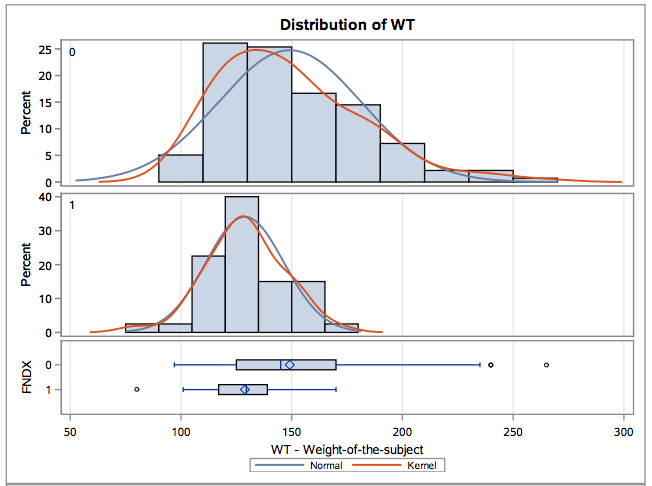 Distribution of WT
0
25
20
15
10
5
0
Percent
1
40
30
20
10
0
Percent
0
1
FNDX
50 100 150 200 250 300
WT - Weight-of-the-subject
Normal Kernel